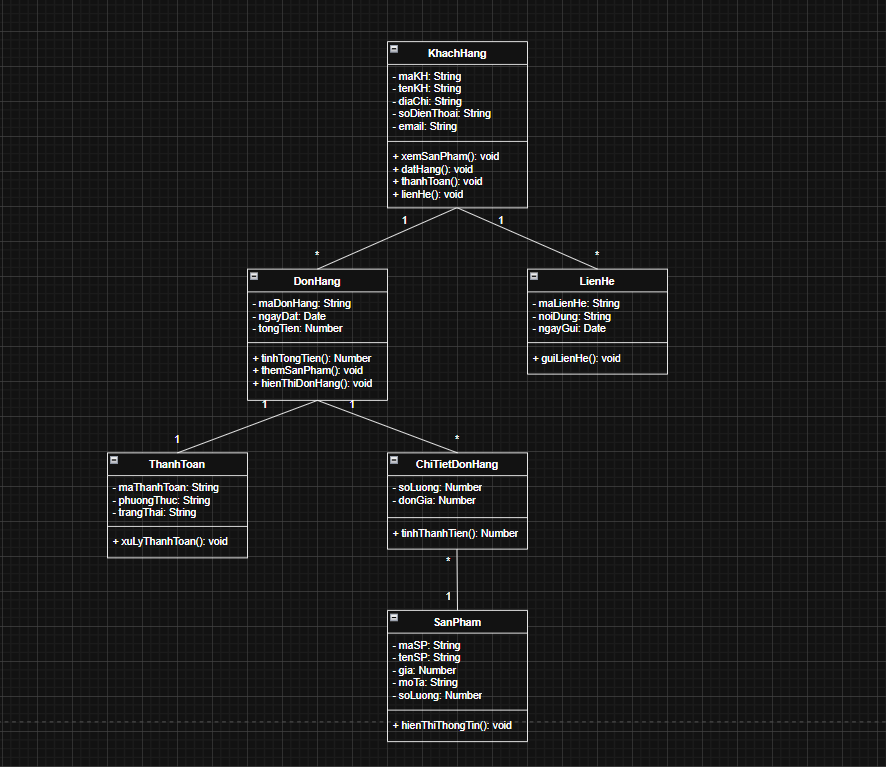 KhachHang
- maKH: String
- tenKH: String
- diaChi: String
- soDienThoai: String
- email: String
+ xemSanPham(): void
+ datHang(): void
+ thanhToan(): void
+ lienHe(): void
1
1
*
*
DonHang
- maDonHang: String
- ngayDat: Date
- tongTien: Number
+ tinhTongTien(): Number
+ themSanPham(): void
+ hienThiDonHang(): void
LienHe
- maLienHe: String
- noiDung: String
- ngayGui: Date
+ guiLienHe(): void
1
1
1
*
ThanhToan
- maThanhToan: String
- phuongThuc: String
- trangThai: String
+ xuLyThanhToan(): void
ChiTietDonHang
- soLuong: Number
- donGia: Number
+ tinhThanhTien(): Number
*
1
SanPham
- maSP: String
- tenSP: String
- gia: Number
- moTa: String
- soLuong: Number
+ hienThiThongTin(): void